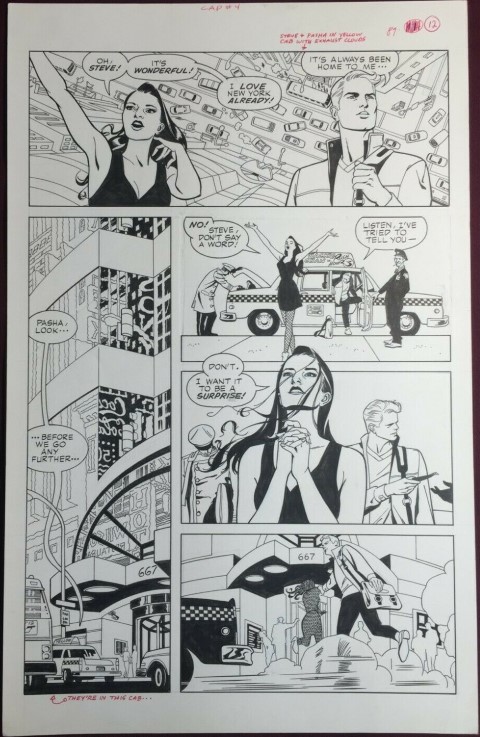 CAP #4
STEVE + PASHA IN YELLOW
CAB WITH EXHAUST CLOUDS
12
OH,
STEVE!
IT'S
WONDERFUL!
I LOVE
NEW YORK
ALREADY!
IT'S ALWAYS BEEN
HOME TO ME...
PASHA,
LOOK...
...BEFORE
WE GO
ANY
FURTHER...
667
NO!
STEVE,
DON'T SAY
A WORD!
LISTEN, I'VE
TRIED TO
TELL YOU—
DON'T.
I WANT IT
TO BE A
SURPRISE!
667
THEY'RE IN THIS CAB...